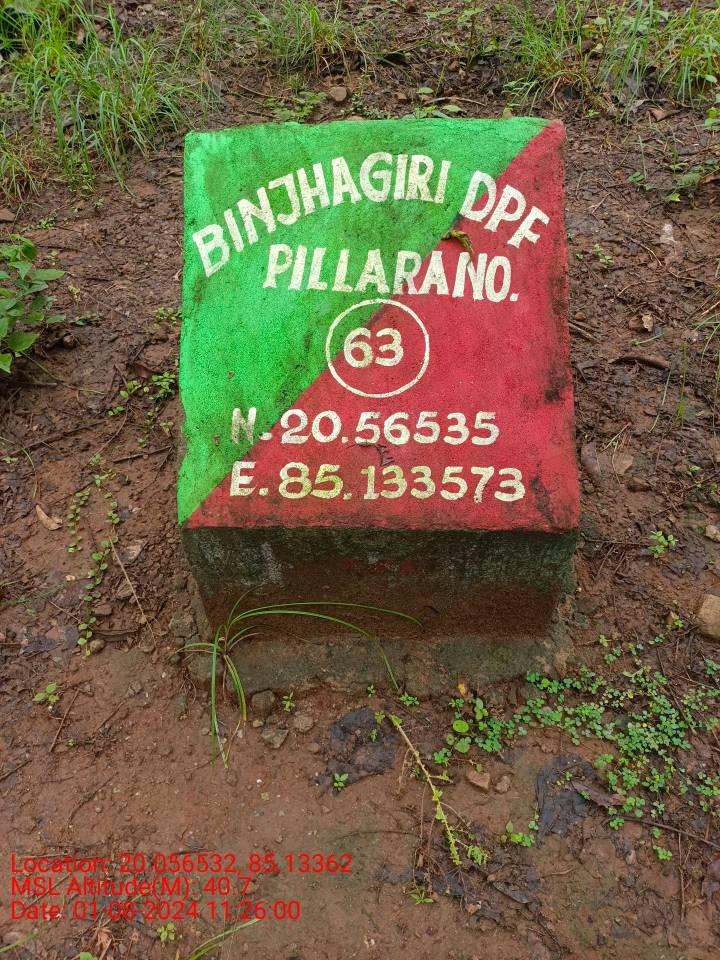 BINJHAGIRI DPF
PILLAR A NO.
63
N. 20.56535
E. 85.133573
Location: 20.056532, 85.13362
MSL Altitude(M): 40.7
Date: 01-08-2024 11:26:00